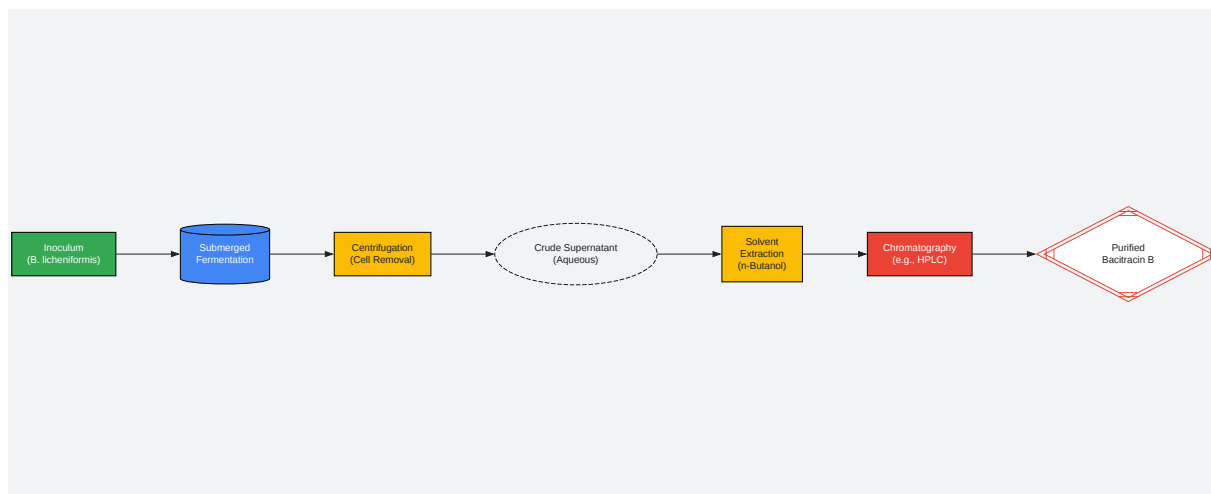 Inoculum
(B. licheniformis)
Submerged
Fermentation
Centrifugation
(Cell Removal)
Crude Supernatant
(Aqueous)
Solvent
Extraction
(n-Butanol)
Chromatography
(e.g., HPLC)
Purified
Bacitracin B